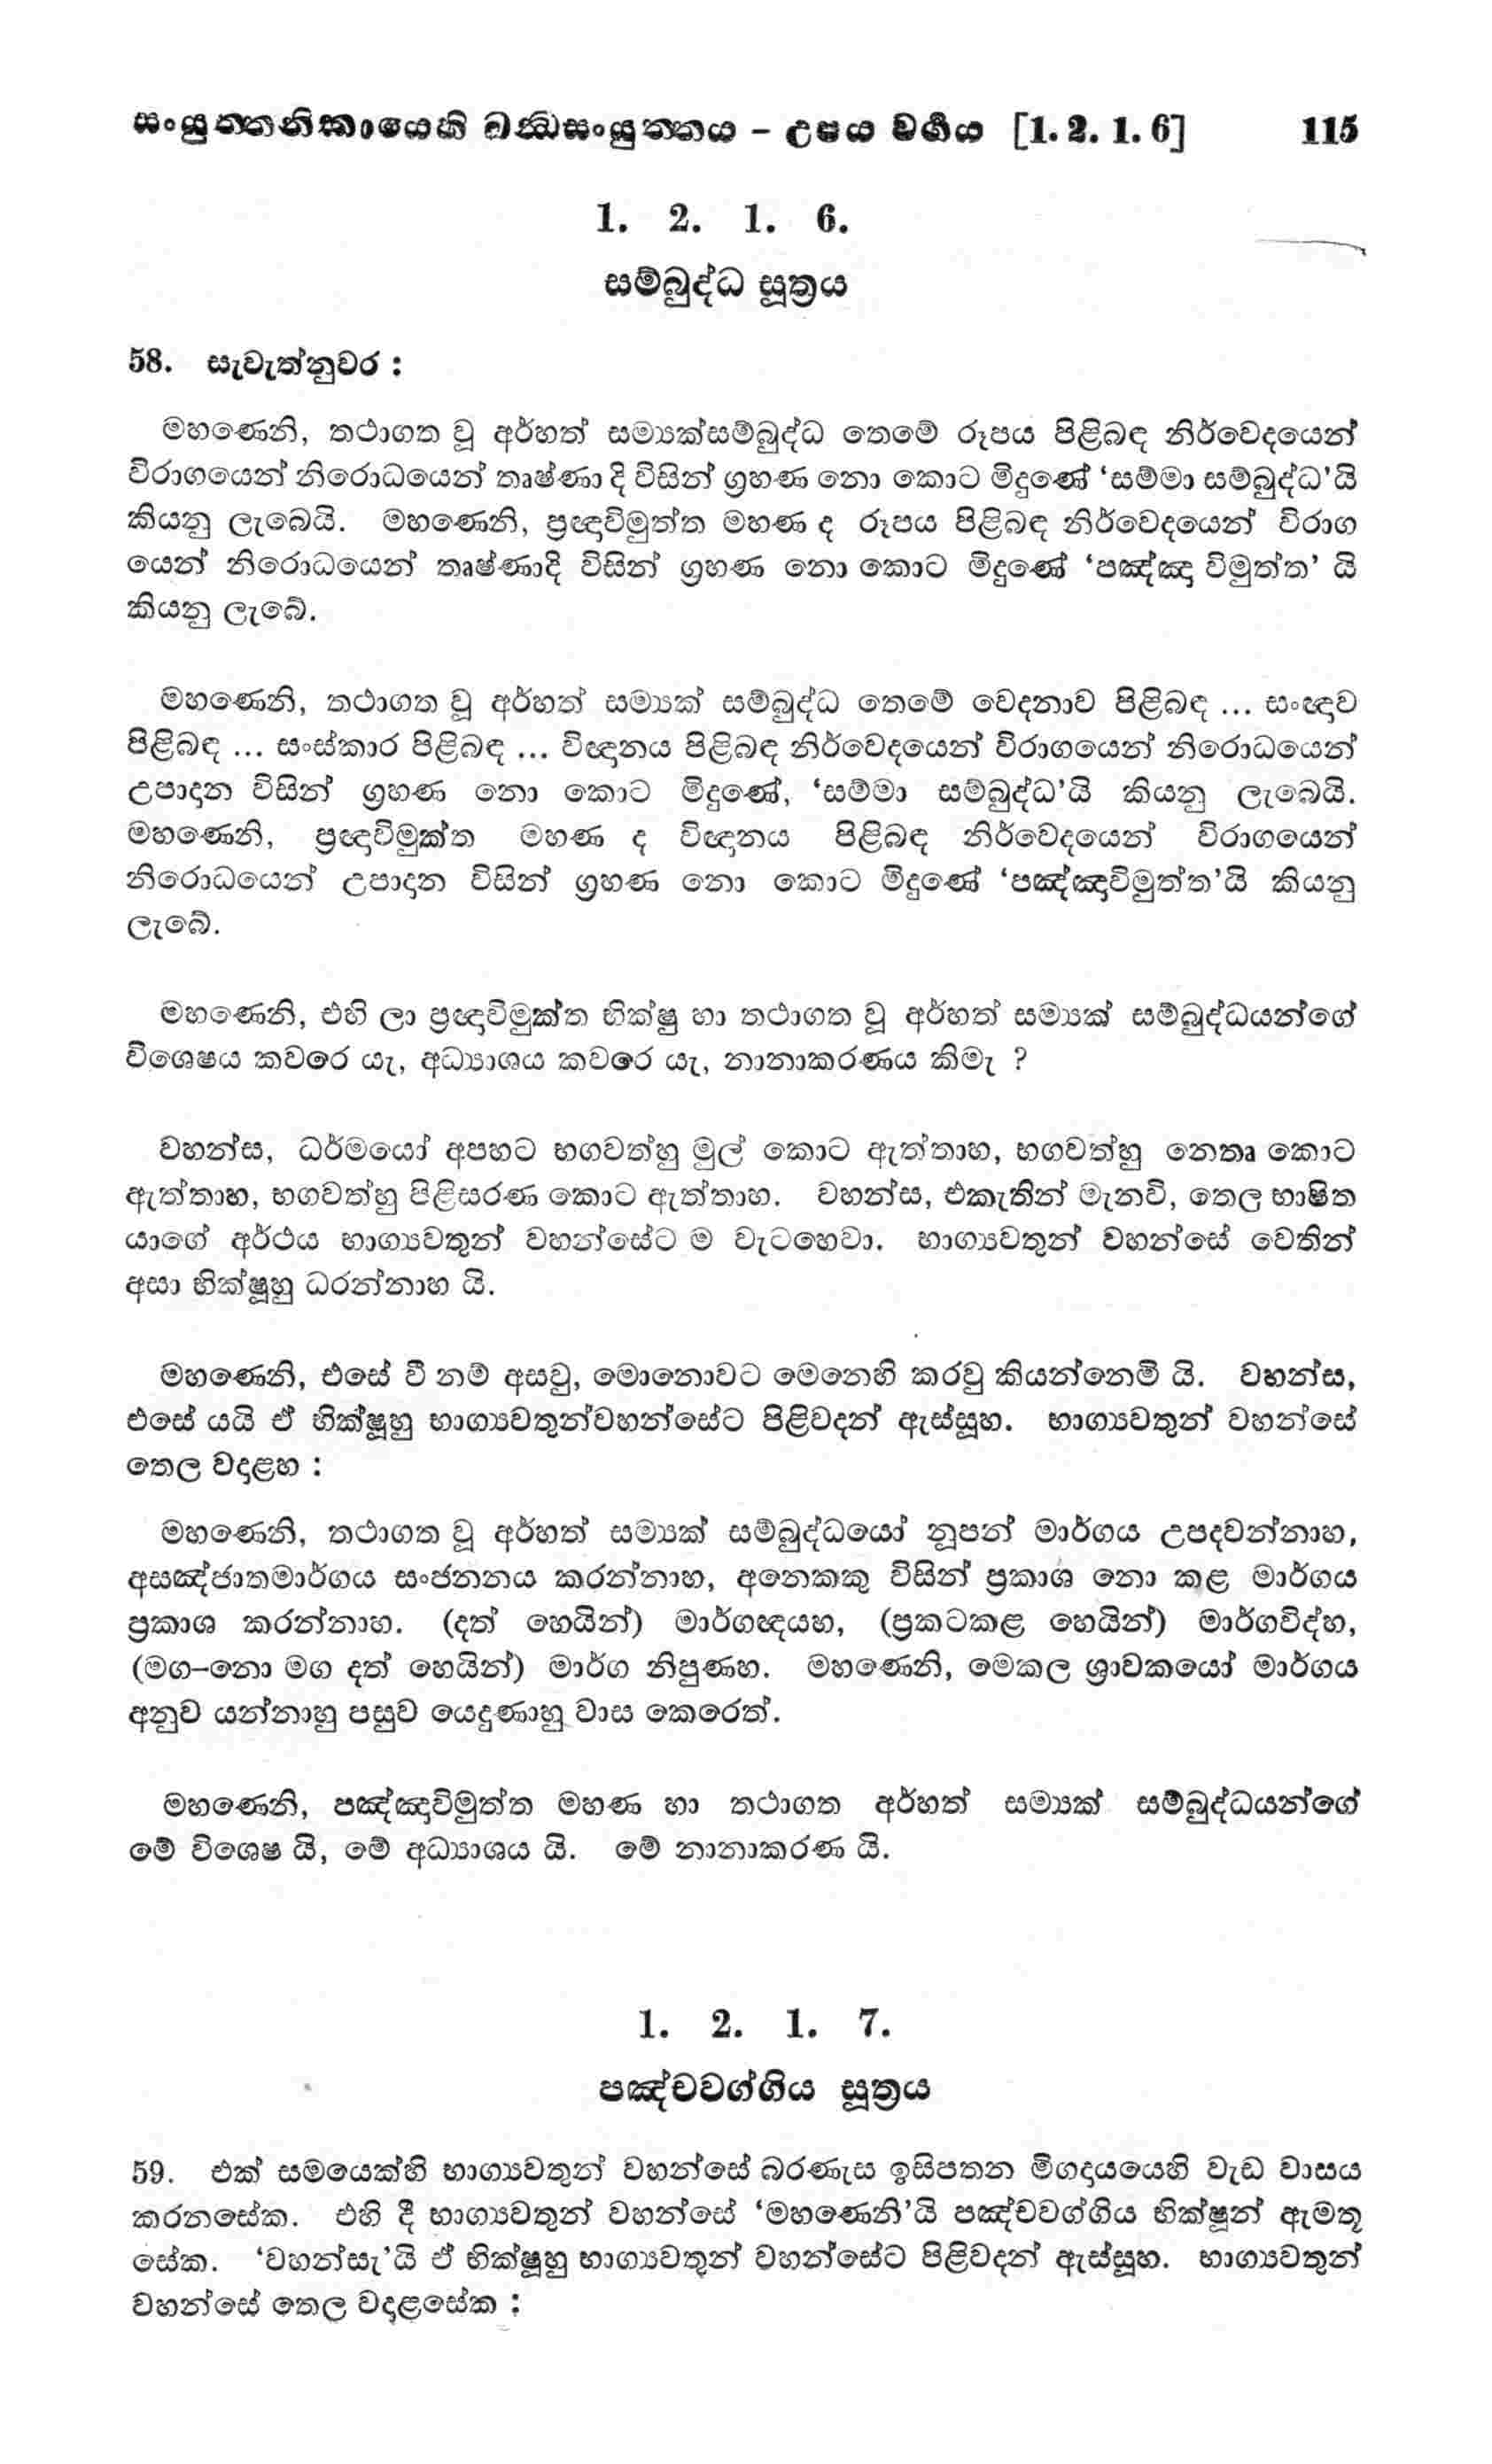 සංයුත්තනිකායෙහි ඛන්ධසංයුත්තය – උපය වර්ගය [1. 2. 1. 6] 115
1. 2. 1. 6.
සම්බුද්ධ සූත්‍රය
58. සැවැත්නුවර :
මහණෙනි, තථාගත වූ අර්හත් සම්‍යක්සම්බුද්ධ තෙමේ රූපය පිළිබඳ නිර්වෙදයෙන්
විරාගයෙන් නිරොධයෙන් තෘෂ්ණා දි විසින් ග්‍රහණ නො කොට මිදුණේ ‘සම්මා සම්බුද්ධ’යි
කියනු ලැබෙයි. මහණෙනි, ප්‍රඥාවිමුත්ත මහණ ද රූපය පිළිබඳ නිර්වෙදයෙන් විරාග
යෙන් නිරොධයෙන් තෘෂ්ණාදි විසින් ග්‍රහණ නො කොට මිදුණේ ‘පඤ්ඤා විමුත්ත’ යි
කියනු ලැබේ.
මහණෙනි, තථාගත වූ අර්හත් සම්‍යක් සම්බුද්ධ තෙමේ වෙදනාව පිළිබඳ ... සංඥාව
පිළිබඳ ... සංස්කාර පිළිබඳ ... විඥානය පිළිබඳ නිර්වෙදයෙන් විරාගයෙන් නිරොධයෙන්
උපාදාන විසින් ග්‍රහණ නො කොට මිදුණේ, ‘සම්මා සම්බුද්ධ’යි කියනු ලැබෙයි.
මහණෙනි, ප්‍රඥාවිමුක්ත මහණ ද විඥානය පිළිබඳ නිර්වෙදයෙන් විරාගයෙන්
නිරොධයෙන් උපාදාන විසින් ග්‍රහණ නො කොට මිදුණේ ‘පඤ්ඤාවිමුත්ත’යි කියනු
ලැබේ.
මහණෙනි, එහි ලා ප්‍රඥාවිමුක්ත භික්ෂු හා තථාගත වූ අර්හත් සම්‍යක් සම්බුද්ධයන්ගේ
විශෙෂය කවරෙ යැ, අධ්‍යාශය කවරෙ යැ, නානාකරණය කිමැ ?
වහන්ස, ධර්මයෝ අපහට භගවත්හු මුල් කොට ඇත්තාහ, භගවත්හු නෙතෘ කොට
ඇත්තාහ, භගවත්හු පිළිසරණ කොට ඇත්තාහ. වහන්ස, එකැතින් මැනවි, තෙල භාෂිත
යාගේ අර්ථය භාග්‍යවතුන් වහන්සේට ම වැටහෙවා. භාග්‍යවතුන් වහන්සේ වෙතින්
අසා භික්ෂූහු ධරන්නාහ යි.
මහණෙනි, එසේ වී නම් අසවු, මොනොවට මෙනෙහි කරවු කියන්නෙමි යි. වහන්ස,
එසේ යයි ඒ භික්ෂූහු භාග්‍යවතුන්වහන්සේට පිළිවදන් ඇස්සූහ. භාග්‍යවතුන් වහන්සේ
තෙල වදාළහ :
මහණෙනි, තථාගත වූ අර්හත් සම්‍යක් සම්බුද්ධයෝ නූපන් මාර්ගය උපදවන්නාහ,
අසඤ්ජාතමාර්ගය සංජනනය කරන්නාහ, අනෙකකු විසින් ප්‍රකාශ නො කළ මාර්ගය
ප්‍රකාශ කරන්නාහ. (දත් හෙයින්) මාර්ගඥයහ, (ප්‍රකටකළ හෙයින්) මාර්ගවිද්හ,
(මග–නො මග දත් හෙයින්) මාර්ග නිපුණහ. මහණෙනි, මෙකල ශ්‍රාවකයෝ මාර්ගය
අනුව යන්නාහු පසුව යෙදුණාහු වාස කෙරෙත්.
මහණෙනි, පඤ්ඤාවිමුත්ත මහණ හා තථාගත අර්හත් සම්‍යක් සම්බුද්ධයන්ගේ
මේ විශෙෂ යි, මේ අධ්‍යාශය යි. මේ නානාකරණ යි.
1. 2. 1. 7.
පඤ්චවග්ගිය සූත්‍රය
59. එක් සමයෙක්හි භාග්‍යවතුන් වහන්සේ බරණැස ඉසිපතන මිගදායයෙහි වැඩ වාසය
කරනසේක. එහි දී භාග්‍යවතුන් වහන්සේ ‘මහණෙනි’යි පඤ්චවග්ගිය භික්ෂූන් ඇමතූ
සේක. ‘වහන්සැ’යි ඒ භික්ෂූහු භාග්‍යවතුන් වහන්සේට පිළිවදන් ඇස්සූහ. භාග්‍යවතුන්
වහන්සේ තෙල වදාළසේක :